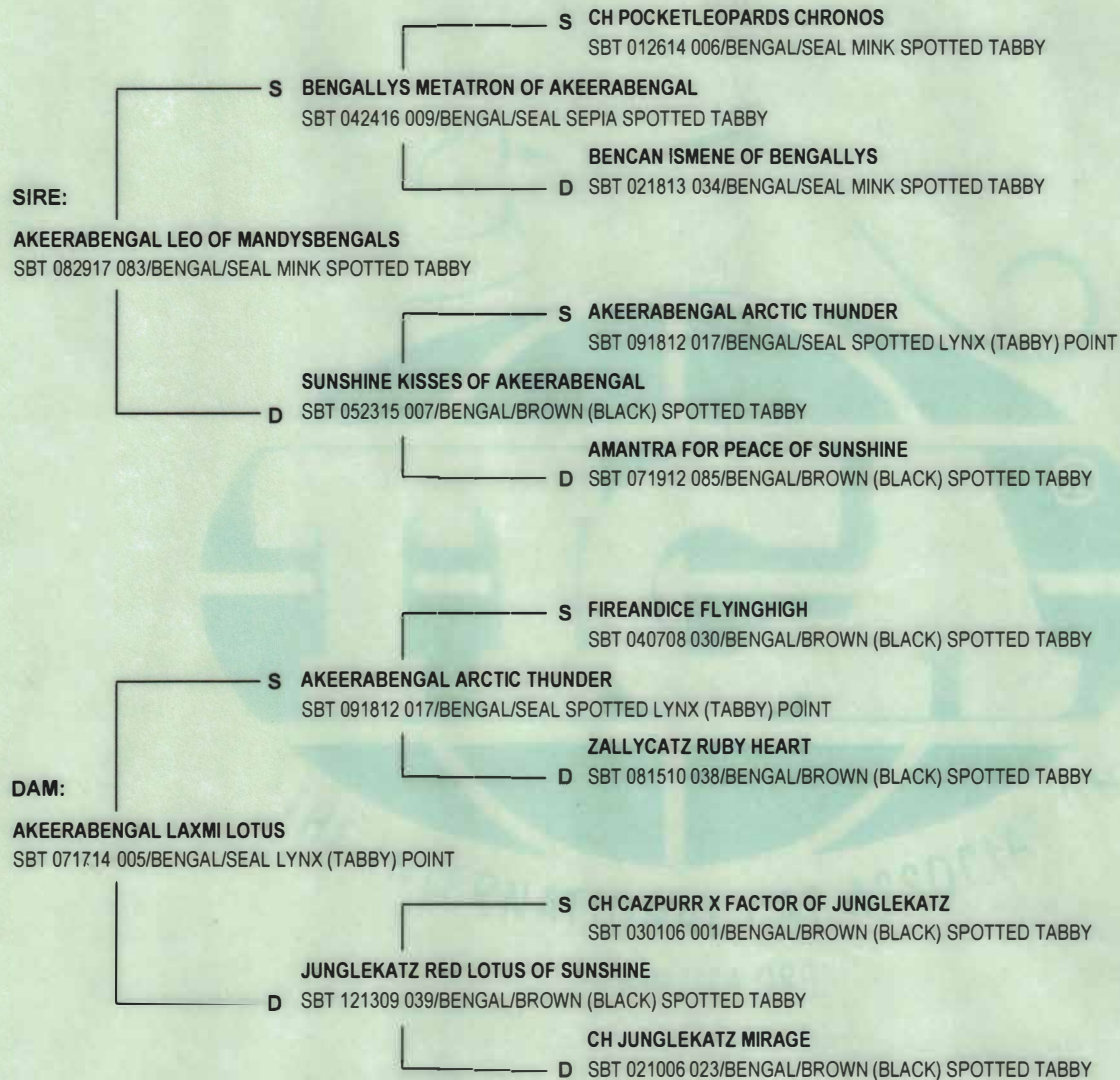 S CH POCKETLEOPARDS CHRONOS
SBT 012614 006/BENGAL/SEAL MINK SPOTTED TABBY
S BENGALLYS METATRON OF AKEERABENGAL
SBT 042416 009/BENGAL/SEAL SEPIA SPOTTED TABBY
BENCAN ISMENE OF BENGALLYS
D SBT 021813 034/BENGAL/SEAL MINK SPOTTED TABBY
SIRE:
AKEERABENGAL LEO OF MANDYSBENGALS
SBT 082917 083/BENGAL/SEAL MINK SPOTTED TABBY
S AKEERABENGAL ARCTIC THUNDER
SBT 091812 017/BENGAL/SEAL SPOTTED LYNX (TABBY) POINT
SUNSHINE KISSES OF AKEERABENGAL
D SBT 052315 007/BENGAL/BROWN (BLACK) SPOTTED TABBY
AMANTRA FOR PEACE OF SUNSHINE
D SBT 071912 085/BENGAL/BROWN (BLACK) SPOTTED TABBY
S FIREANDICE FLYINGHIGH
SBT 040708 030/BENGAL/BROWN (BLACK) SPOTTED TABBY
S AKEERABENGAL ARCTIC THUNDER
SBT 091812 017/BENGAL/SEAL SPOTTED LYNX (TABBY) POINT
ZALLYCATZ RUBY HEART
D SBT 081510 038/BENGAL/BROWN (BLACK) SPOTTED TABBY
DAM:
AKEERABENGAL LAXMI LOTUS
SBT 071714 005/BENGAL/SEAL LYNX (TABBY) POINT
S CH CAZPURR X FACTOR OF JUNGLEKATZ
SBT 030106 001/BENGAL/BROWN (BLACK) SPOTTED TABBY
JUNGLEKATZ RED LOTUS OF SUNSHINE
D SBT 121309 039/BENGAL/BROWN (BLACK) SPOTTED TABBY
CH JUNGLEKATZ MIRAGE
D SBT 021006 023/BENGAL/BROWN (BLACK) SPOTTED TABBY
TICA
®